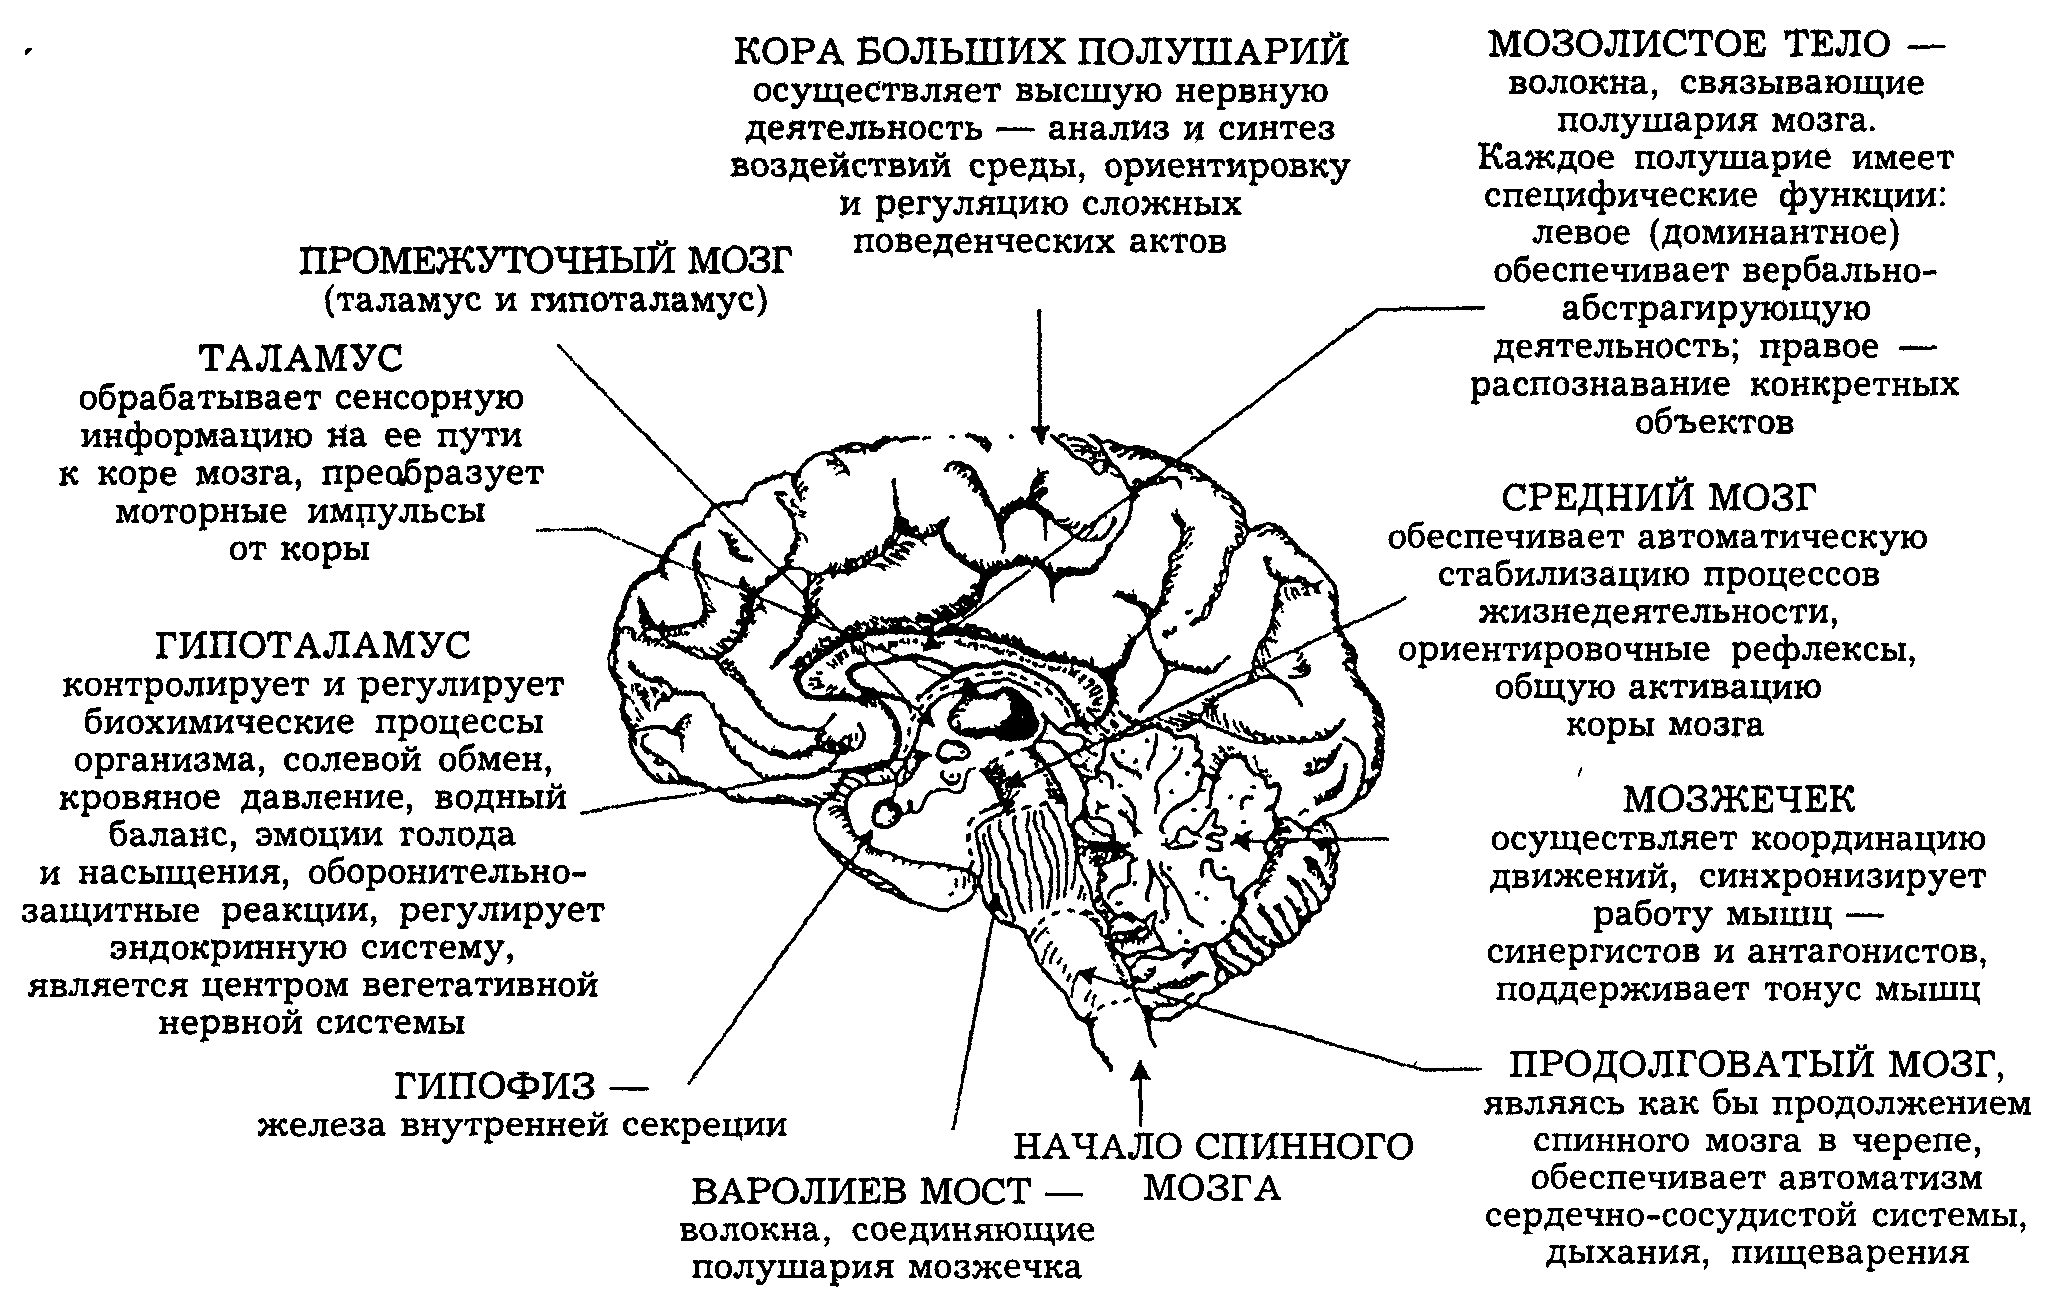 КОРА БОЛЬШИХ ПОЛУШАРИЙ
осуществляет высшую нервную
деятельность — анализ и синтез
воздействий среды, ориентировку
и регуляцию сложных
поведенческих актов
МОЗОЛИСТОЕ ТЕЛО —
волокна, связывающие
полушария мозга.
Каждое полушарие имеет
специфические функции:
левое (доминантное)
обеспечивает вербально-
абстрагирующую
деятельность; правое —
распознавание конкретных
объектов
ПРОМЕЖУТОЧНЫЙ МОЗГ
(таламус и гипоталамус)
ТАЛАМУС
обрабатывает сенсорную
информацию на ее пути
к коре мозга, преобразует
моторные импульсы
от коры
СРЕДНИЙ МОЗГ
обеспечивает автоматическую
стабилизацию процессов
жизнедеятельности,
ориентировочные рефлексы,
общую активацию
коры мозга
ГИПОТАЛАМУС
контролирует и регулирует
биохимические процессы
организма, солевой обмен,
кровяное давление, водный
баланс, эмоции голода
и насыщения, оборонительно-
защитные реакции, регулирует
эндокринную систему,
является центром вегетативной
нервной системы
МОЗЖЕЧЕК
осуществляет координацию
движений, синхронизирует
работу мышц —
синергистов и антагонистов,
поддерживает тонус мышц
ГИПОФИЗ —
железа внутренней секреции
ВАРОЛИЕВ МОСТ —
волокна, соединяющие
полушария мозжечка
НАЧАЛО СПИННОГО
МОЗГА
ПРОДОЛГОВАТЫЙ МОЗГ,
являясь как бы продолжением
спинного мозга в черепе,
обеспечивает автоматизм
сердечно-сосудистой системы,
дыхания, пищеварения